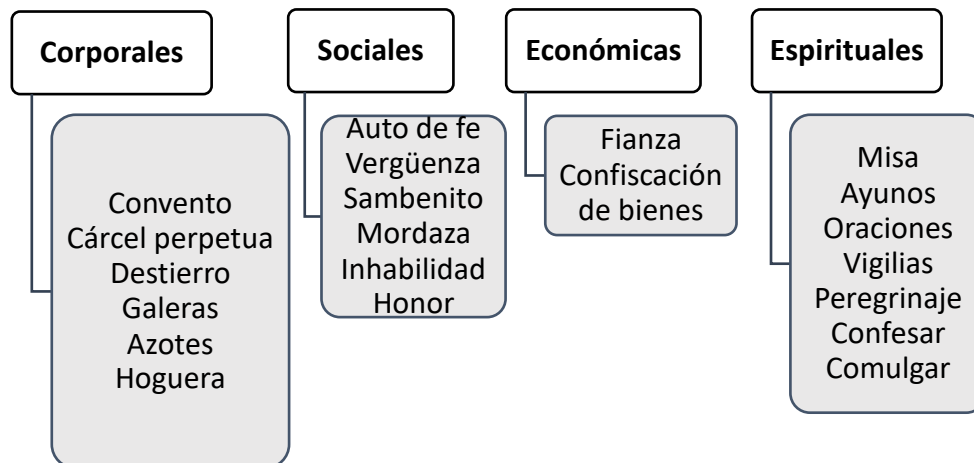 Corporales
Convento
Cárcel perpetua
Destierro
Galeras
Azotes
Hoguera
Sociales
Auto de fe
Vergüenza
Sambenito
Mordaza
Inhabilidad
Honor
Económicas
Fianza
Confiscación
de bienes
Espirituales
Misa
Ayunos
Oraciones
Vigilias
Peregrinaje
Confesar
Comulgar